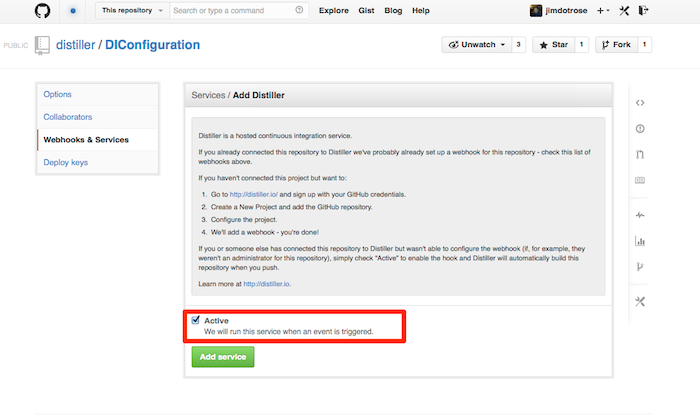 This repository Search or type a command Explore Gist Blog Help jimdotrose
PUBLIC distiller / DIConfiguration Unwatch 3 Star 1 Fork 1
Options
Collaborators
Webhooks & Services
Deploy keys
Services / Add Distiller
Distiller is a hosted continuous integration service.
If you already connected this repository to Distiller we've probably already set up a webhook for this repository - check this list of
webhooks above.
If you haven't connected this project but want to:
1. Go to http://distiller.io/ and sign up with your GitHub credentials.
2. Create a New Project and add the GitHub repository.
3. Configure the project.
4. We'll add a webhook - you're done!
If you or someone else has connected this repository to Distiller but wasn't able to configure the webhook (if, for example, they
weren't an administrator for this repository), simply check "Active" to enable the hook and Distiller will automatically build this
repository when you push.
Learn more at http://distiller.io.
Active
We will run this service when an event is triggered.
Add service